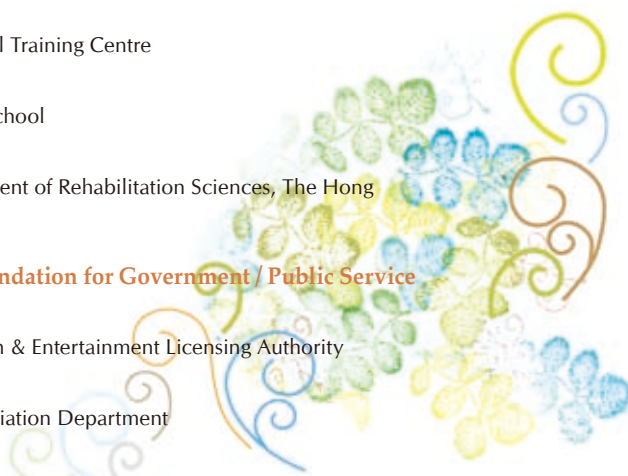 l Training Centre
chool
ent of Rehabilitation Sciences, The Hong
ndation for Government / Public Service
n & Entertainment Licensing Authority
iation Department